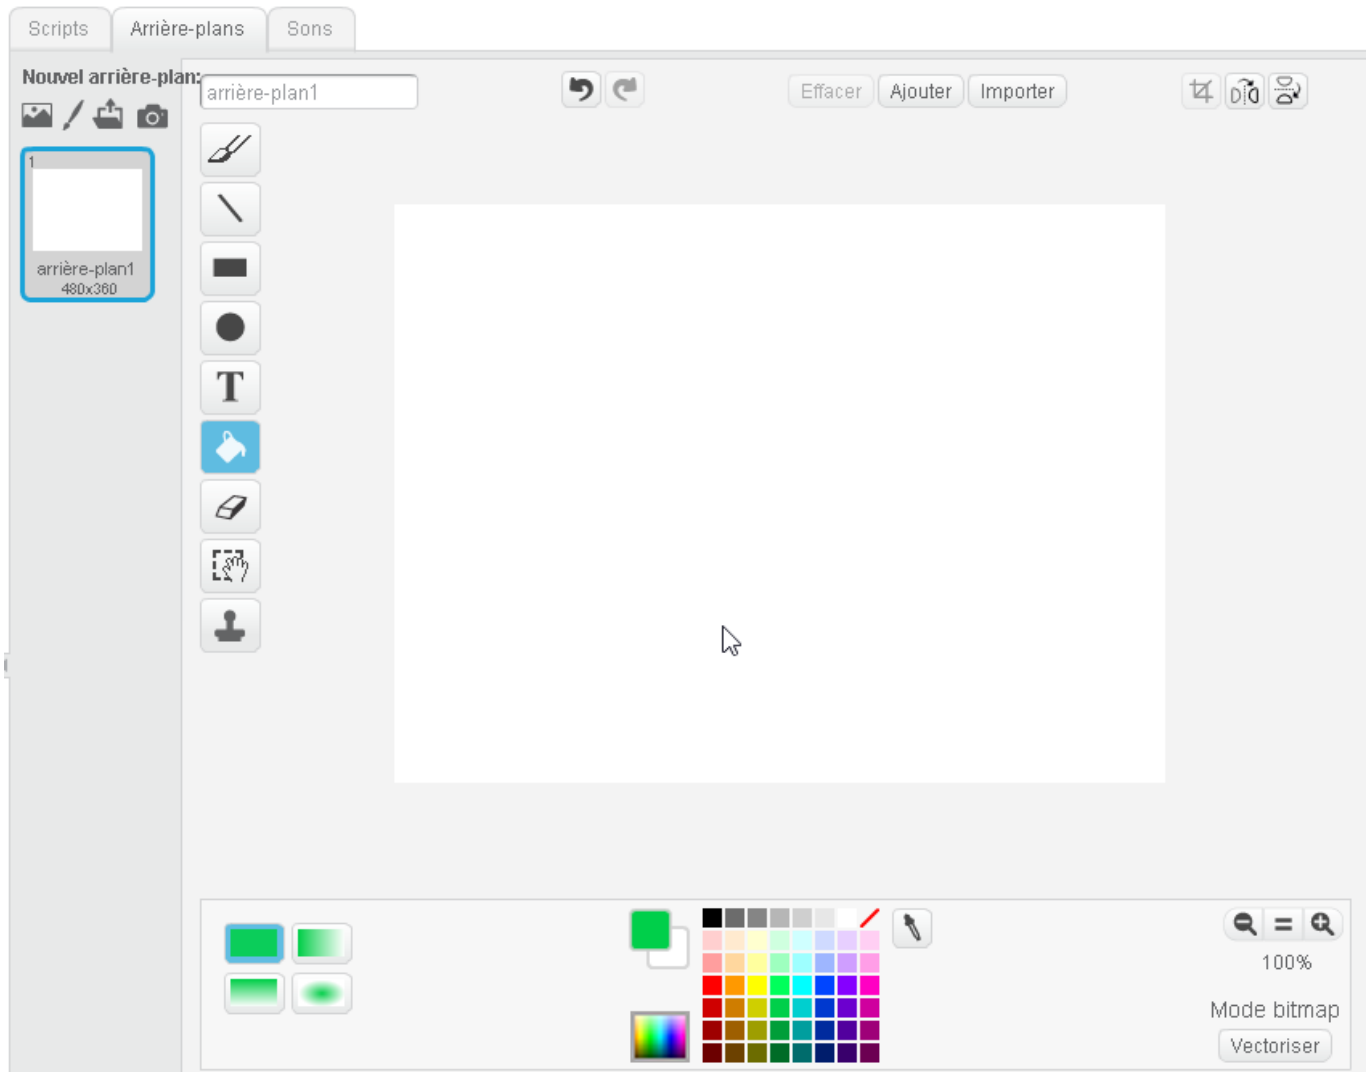 Scripts
Arrière-plans
Sons
Nouvel arrière-plan:
arrière-plan1
Effacer
Ajouter
Importer
1
arrière-plan1
480x360
T
100%
Mode bitmap
Vectoriser